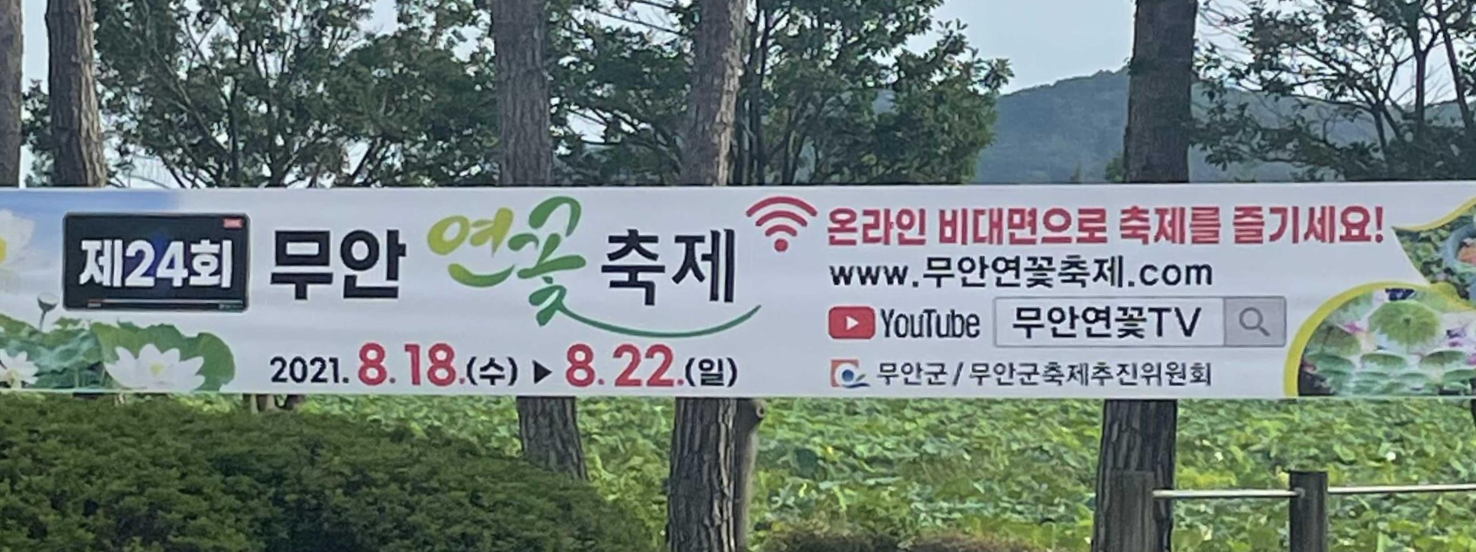 제24회 무안 연꽃 축제
2021. 8. 18.(수) ▶ 8. 22.(일)
온라인 비대면으로 축제를 즐기세요!
www.무안연꽃축제.com
YouTube 무안연꽃TV
무안군 / 무안군축제추진위원회